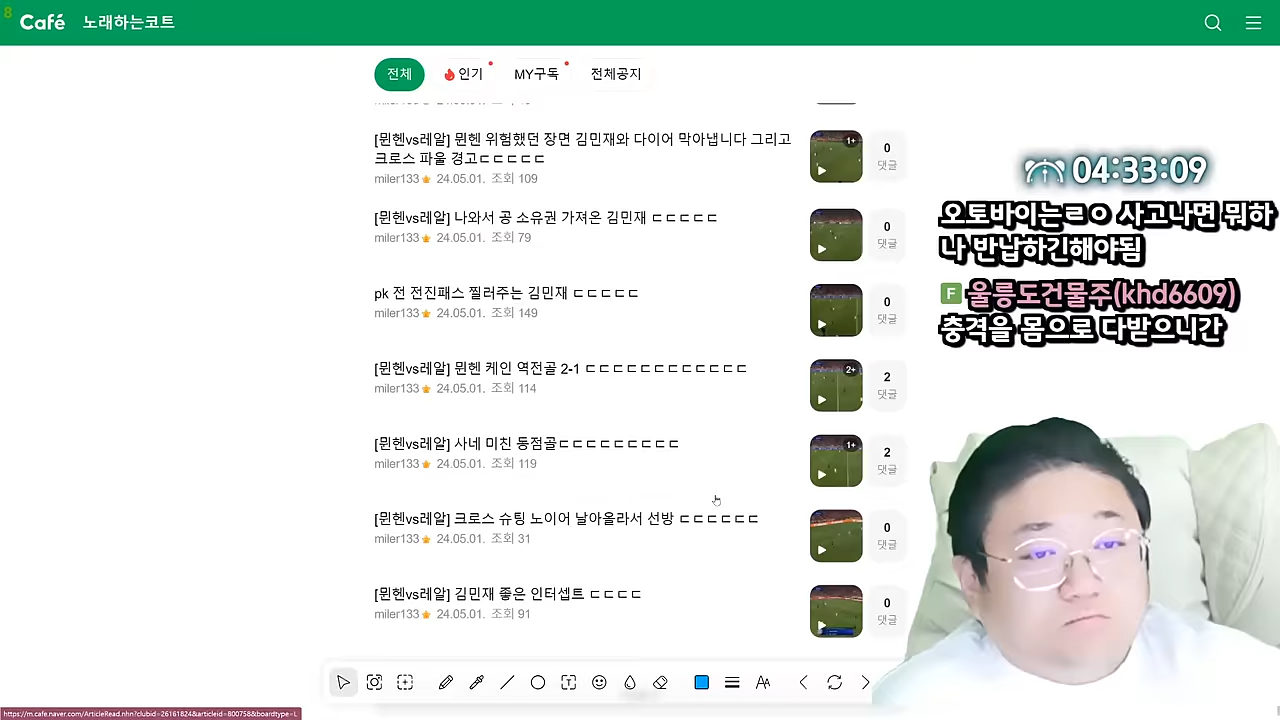 8
Café 노래하는코트
전체 인기 MY구독 전체공지
[뮌헨vs레알] 뮌헨 위험했던 장면 김민재와 다이어 막아냅니다 그리고
크로스 파울 경고ㄷㄷㄷㄷㄷ
miler133 24.05.01. 조회 109
1+
0
댓글
[뮌헨vs레알] 나와서 공 소유권 가져온 김민재 ㄷㄷㄷㄷㄷ
miler133 24.05.01. 조회 79
0
댓글
pk 전 전진패스 찔러주는 김민재 ㄷㄷㄷㄷㄷ
miler133 24.05.01. 조회 149
0
댓글
[뮌헨vs레알] 뮌헨 케인 역전골 2-1 ㄷㄷㄷㄷㄷㄷㄷㄷㄷㄷㄷㄷ
miler133 24.05.01. 조회 114
2+
2
댓글
[뮌헨vs레알] 사네 미친 동점골ㄷㄷㄷㄷㄷㄷㄷㄷㄷ
miler133 24.05.01. 조회 119
1+
2
댓글
[뮌헨vs레알] 크로스 슈팅 노이어 날아올라서 선방 ㄷㄷㄷㄷㄷㄷ
miler133 24.05.01. 조회 31
0
댓글
[뮌헨vs레알] 김민재 좋은 인터셉트 ㄷㄷㄷㄷ
miler133 24.05.01. 조회 91
0
댓글
04:33:09
오토바이는ㄹㅇ 사고나면 뭐하
나 반납하긴해야됨
F 울릉도건물주(khd6609)
충격을 몸으로 다받으니간
https://m.cafe.naver.com/ArticleRead.nhn?clubid=26161824&articleid=800758&boardtype=L